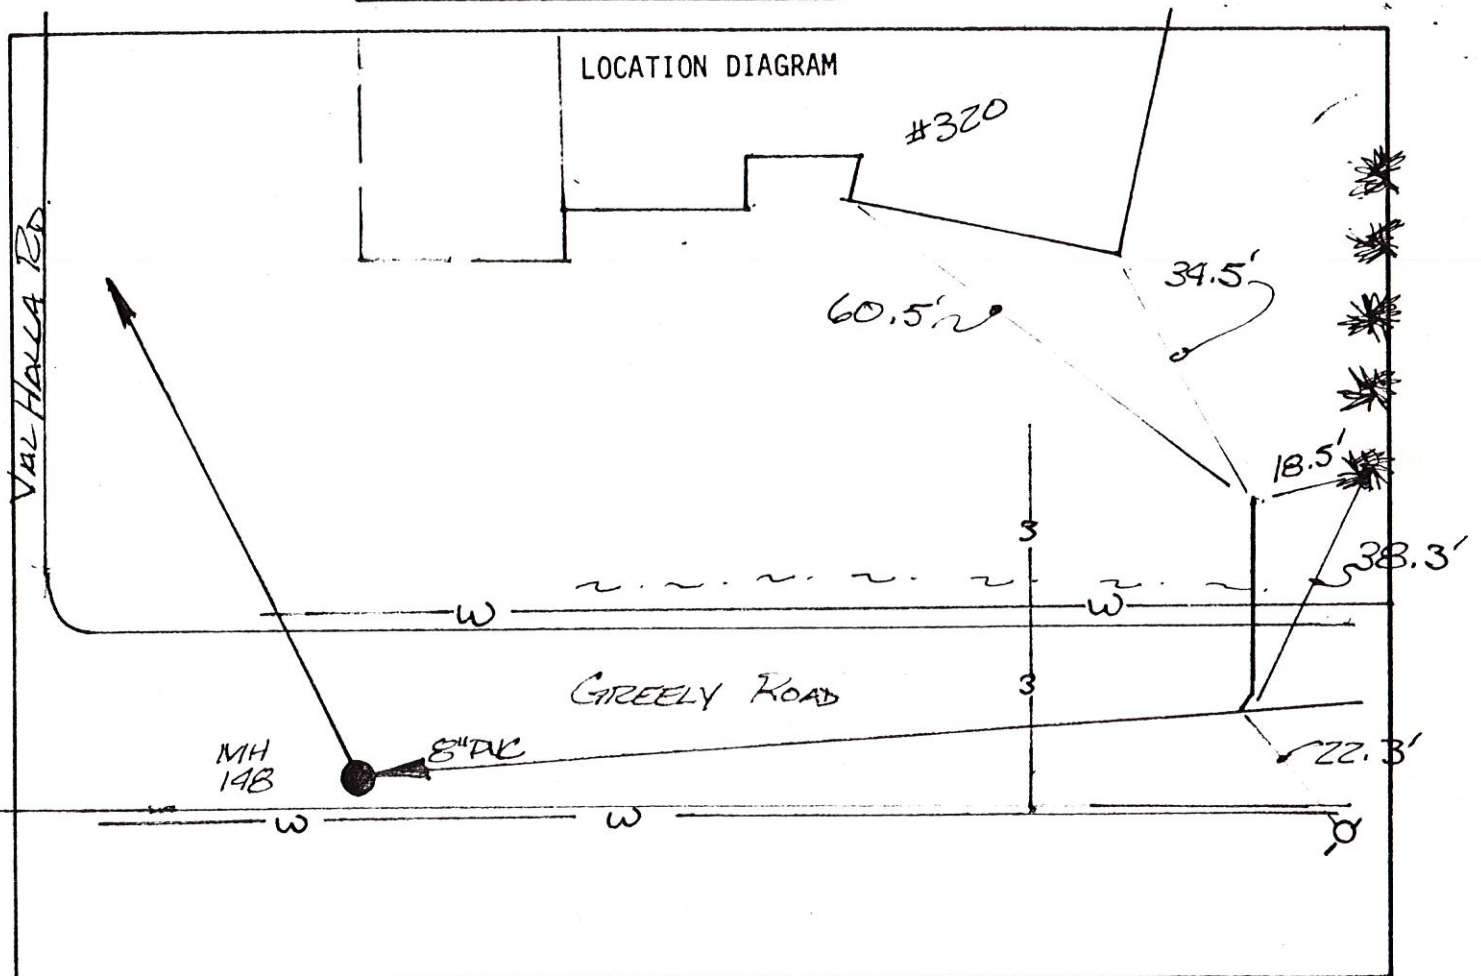 LOCATION DIAGRAM
#320
VAL HALLA RD
34.5'
60.5'
18.5'
3
38.3'
W
W
GREELY ROAD
3
MH
148
8" PVC
22.3'
W
W